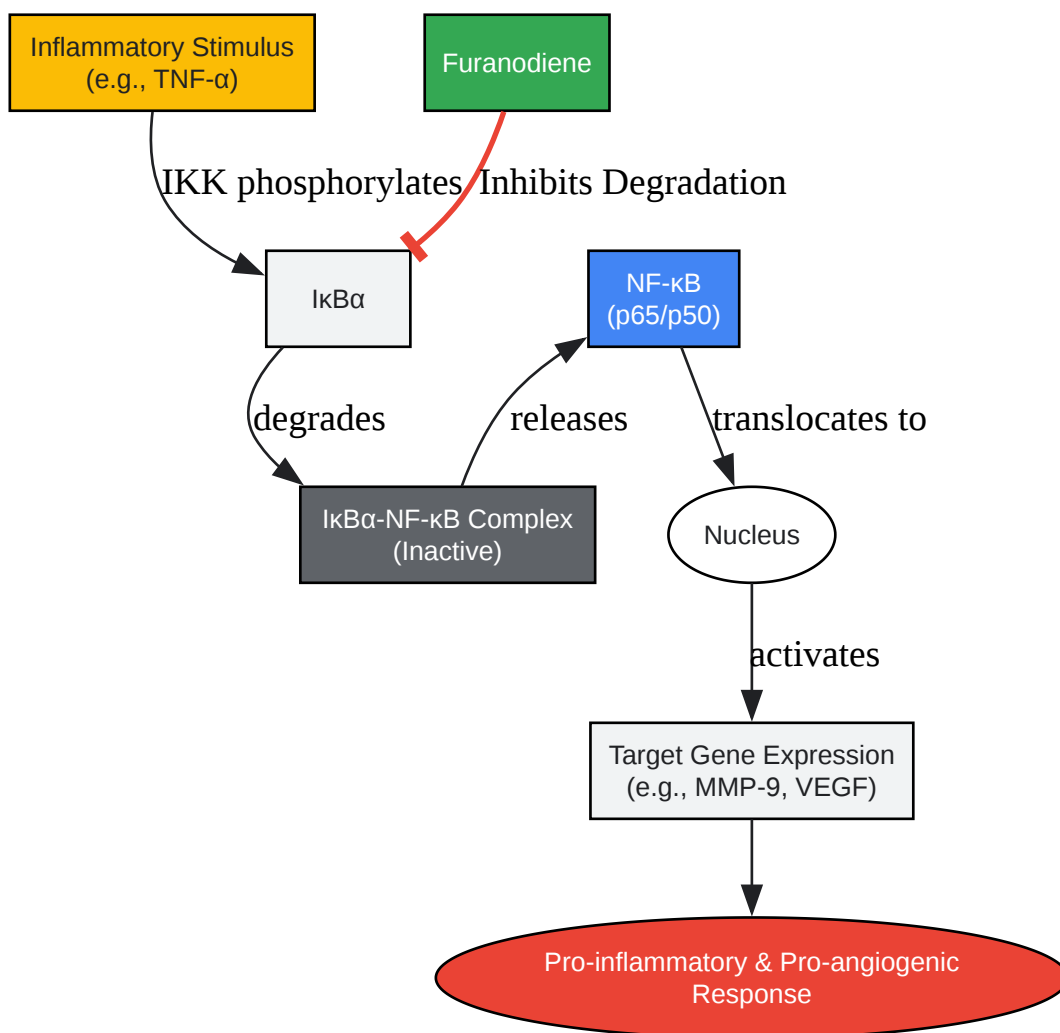 Inflammatory Stimulus
(e.g., TNF-α)
Furanodiene
IKK phosphorylates
Inhibits Degradation
IκBα
NF-κB
(p65/p50)
degrades
releases
translocates to
IκBα-NF-κB Complex
(Inactive)
Nucleus
activates
Target Gene Expression
(e.g., MMP-9, VEGF)
Pro-inflammatory & Pro-angiogenic
Response